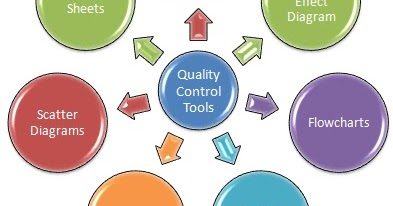 Sheets
Effect
Diagram
Quality
Control
Tools
Scatter
Diagrams
Flowcharts